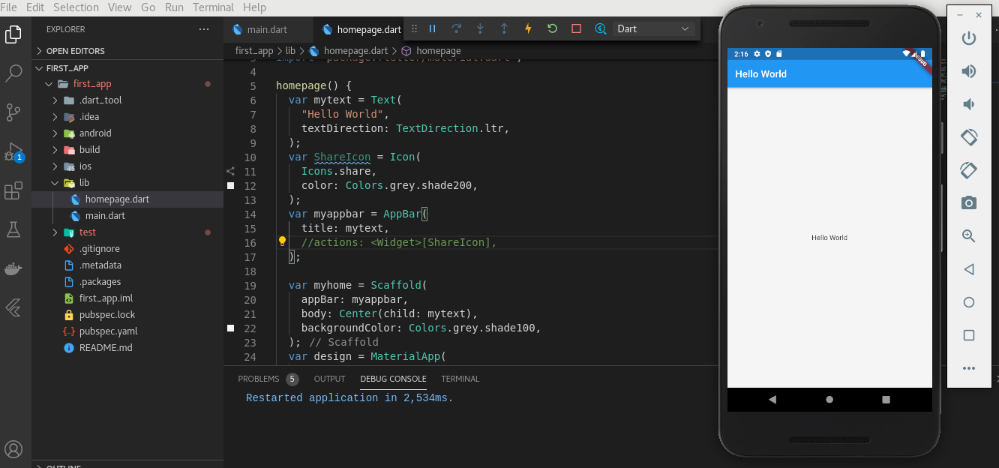 File Edit Selection View Go Run Terminal Help
EXPLORER
OPEN EDITORS
FIRST_APP
first_app
.dart_tool
.idea
android
build
ios
lib
homepage.dart
main.dart
test
.gitignore
.metadata
.packages
first_app.iml
pubspec.lock
pubspec.yaml
README.md
OUTLINE
1
main.dart
homepage.dart
Dart
first_app > lib > homepage.dart > homepage
3 import 'package:flutter/material.dart';
4
5 homepage() {
6 var mytext = Text(
7 "Hello World",
8 textDirection: TextDirection.ltr,
9 );
10 var ShareIcon = Icon(
11 Icons.share,
12 color: Colors.grey.shade200,
13 );
14 var myappbar = AppBar(
15 title: mytext,
16 //actions: <Widget>[ShareIcon],
17 );
18
19 var myhome = Scaffold(
20 appBar: myappbar,
21 body: Center(child: mytext),
22 backgroundColor: Colors.grey.shade100,
23 ); // Scaffold
24 var design = MaterialApp(
PROBLEMS 5 OUTPUT DEBUG CONSOLE TERMINAL
Restarted application in 2,534ms.
2:16
DEBUG
Hello World
Hello World